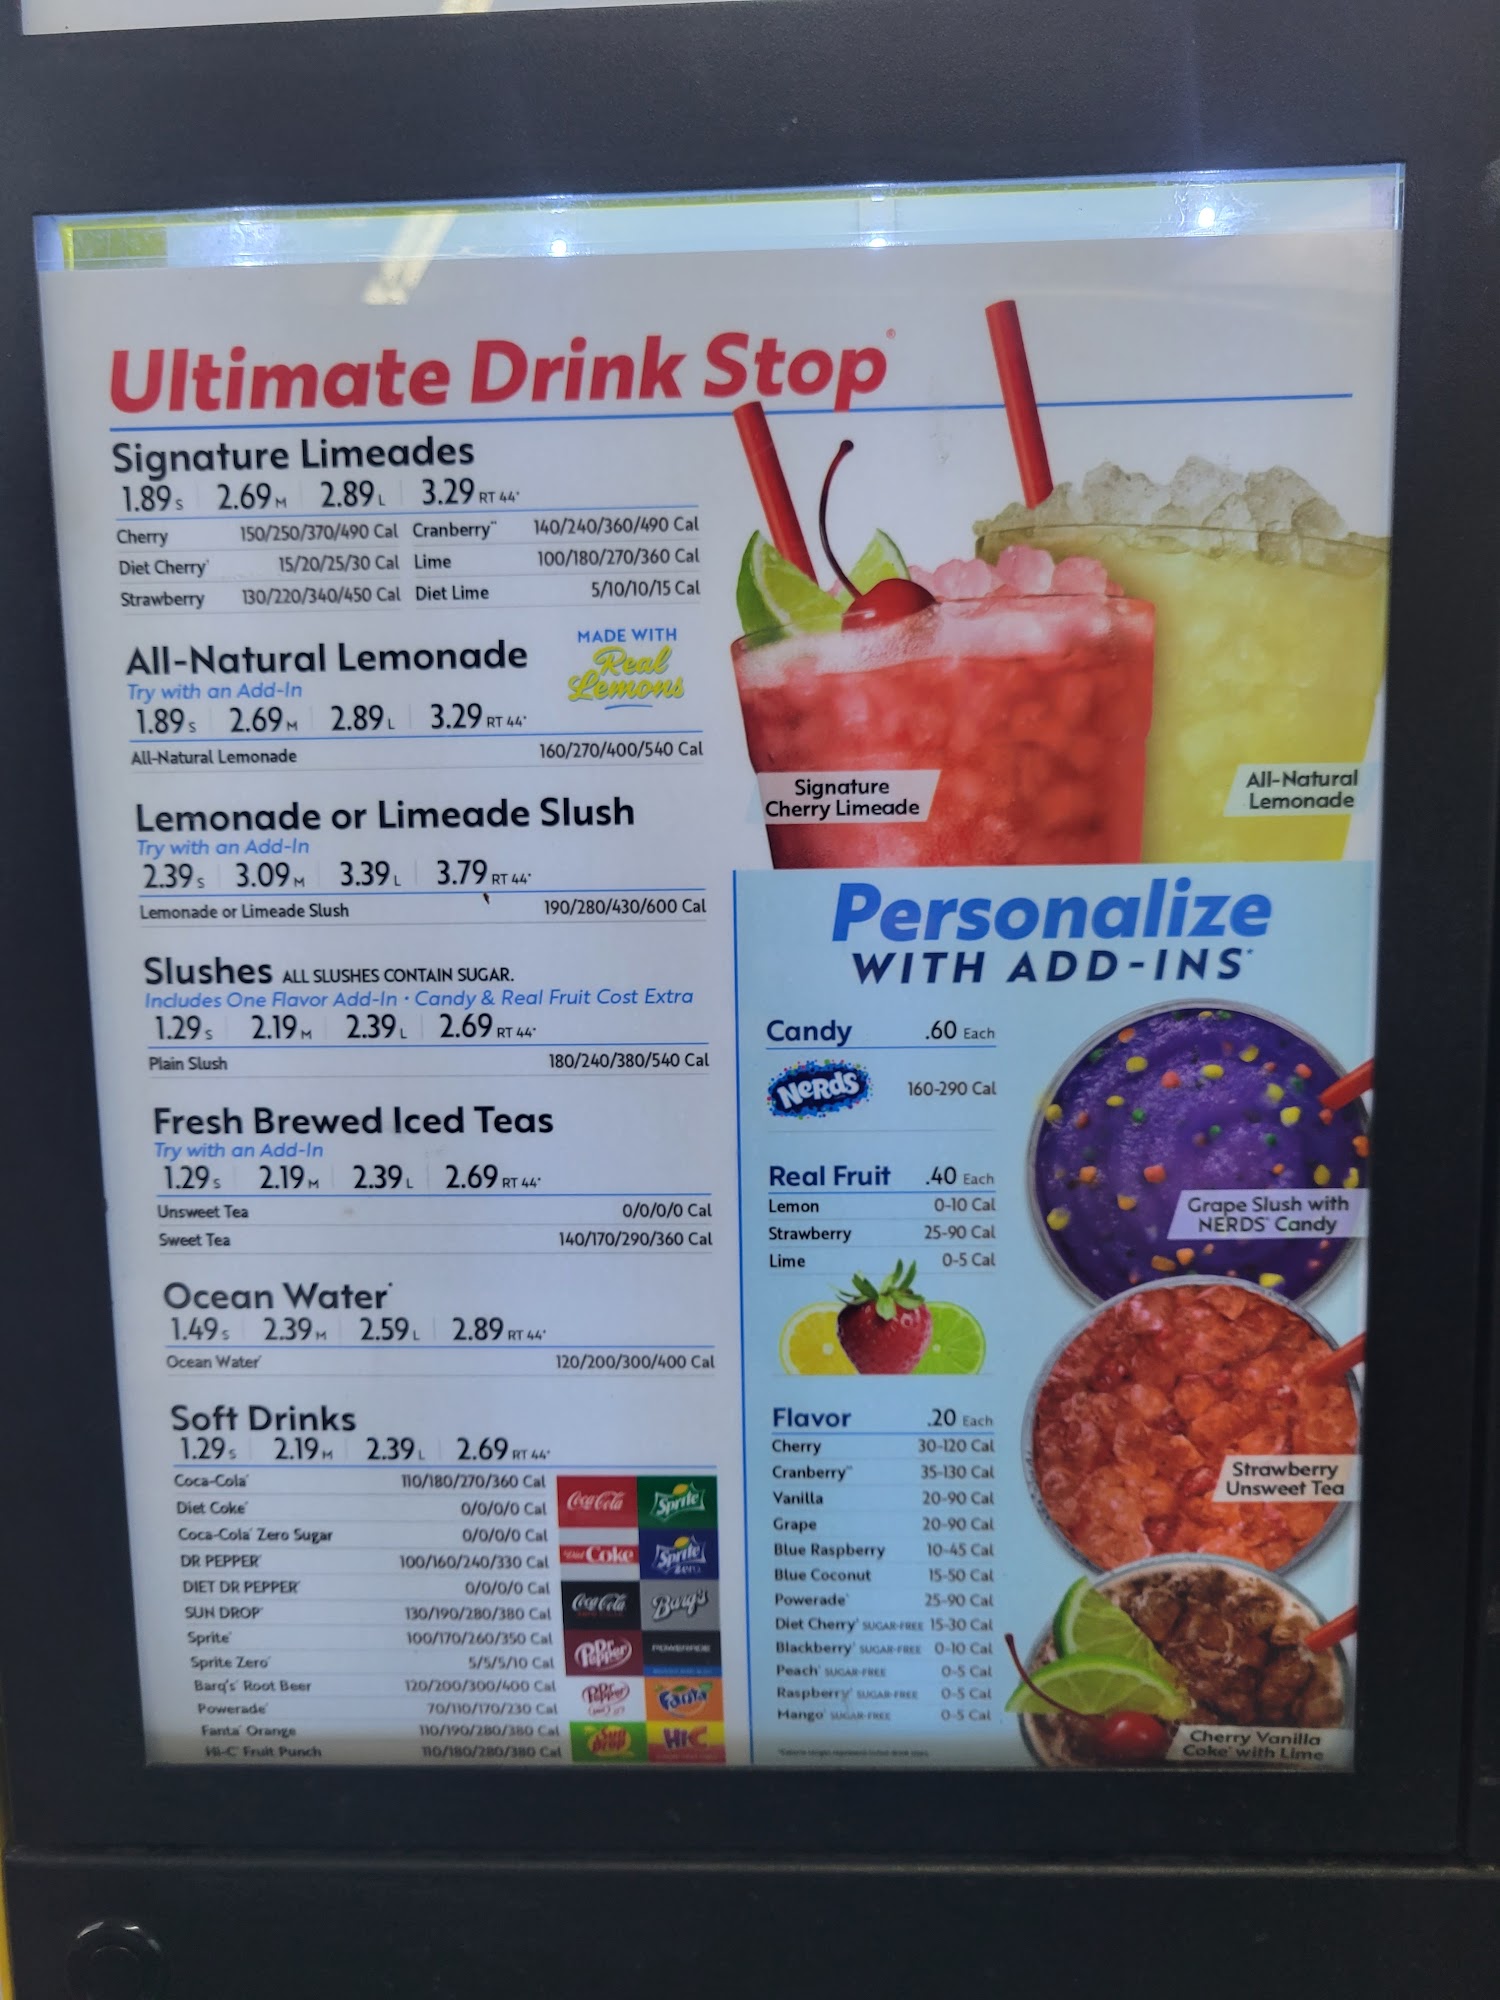 Ultimate Drink Stop®
Signature Limeades
1.89 S 2.69 M 2.89 L 3.29 RT 44
Cherry 150/250/370/490 Cal Cranberry 140/240/360/490 Cal
Diet Cherry 15/20/25/30 Cal Lime 100/180/270/360 Cal
Strawberry 130/220/340/450 Cal Diet Lime 5/10/10/15 Cal
All-Natural Lemonade
Try with an Add-In
MADE WITH
Real
Lemons
1.89 S 2.69 M 2.89 L 3.29 RT 44
All-Natural Lemonade 160/270/400/540 Cal
Lemonade or Limeade Slush
Try with an Add-In
2.39 S 3.09 M 3.39 L 3.79 RT 44
Lemonade or Limeade Slush 190/280/430/600 Cal
Slushes ALL SLUSHES CONTAIN SUGAR.
Includes One Flavor Add-In • Candy & Real Fruit Cost Extra
1.29 S 2.19 M 2.39 L 2.69 RT 44
Plain Slush 180/240/380/540 Cal
Fresh Brewed Iced Teas
Try with an Add-In
1.29 S 2.19 M 2.39 L 2.69 RT 44
Unsweet Tea 0/0/0/0 Cal
Sweet Tea 140/170/290/360 Cal
Ocean Water
1.49 S 2.39 M 2.59 L 2.89 RT 44
Ocean Water 120/200/300/400 Cal
Soft Drinks
1.29 S 2.19 M 2.39 L 2.69 RT 44
Coca-Cola 110/180/270/360 Cal
Diet Coke 0/0/0/0 Cal
Coca-Cola Zero Sugar 0/0/0/0 Cal
DR PEPPER 100/160/240/330 Cal
DIET DR PEPPER 0/0/0/0 Cal
SUN DROP 130/190/280/380 Cal
Sprite 100/170/260/350 Cal
Sprite Zero 5/5/5/10 Cal
Barq's Root Beer 120/200/300/400 Cal
Powerade 70/110/170/230 Cal
Fanta Orange 110/190/280/380 Cal
Hi-C Fruit Punch 110/180/280/380 Cal
Coca-Cola Sprite
Diet Coke Sprite zero
Coca-Cola Barq's
Dr Pepper POWERADE
Dr Pepper Fanta
Sun Drop Hi-C
Signature
Cherry Limeade
All-Natural
Lemonade
Personalize
WITH ADD-INS
Candy .60 Each
NERDS 160-290 Cal
Real Fruit .40 Each
Lemon 0-10 Cal
Strawberry 25-90 Cal
Lime 0-5 Cal
Flavor .20 Each
Cherry 30-120 Cal
Cranberry 35-130 Cal
Vanilla 20-90 Cal
Grape 20-90 Cal
Blue Raspberry 10-45 Cal
Blue Coconut 15-50 Cal
Powerade 25-90 Cal
Diet Cherry SUGAR-FREE 15-30 Cal
Blackberry SUGAR-FREE 0-10 Cal
Peach SUGAR-FREE 0-5 Cal
Raspberry SUGAR-FREE 0-5 Cal
Mango SUGAR-FREE 0-5 Cal
Grape Slush with
NERDS Candy
Strawberry
Unsweet Tea
Cherry Vanilla
Coke with Lime